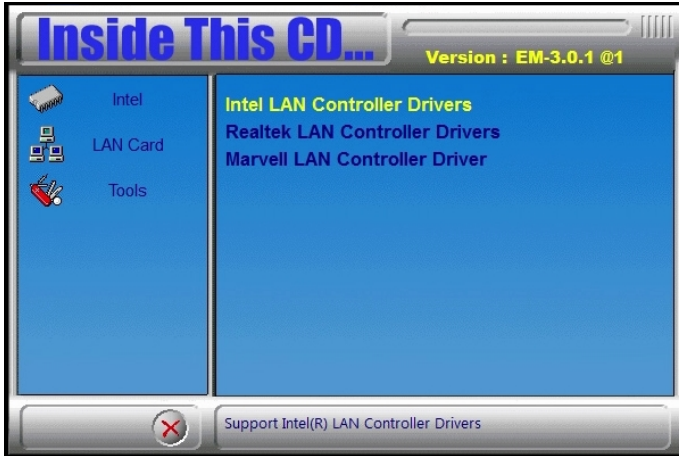 Inside This CD...
Version : EM-3.0.1 @1
Intel
LAN Card
Tools
Intel LAN Controller Drivers
Realtek LAN Controller Drivers
Marvell LAN Controller Driver
Support Intel(R) LAN Controller Drivers